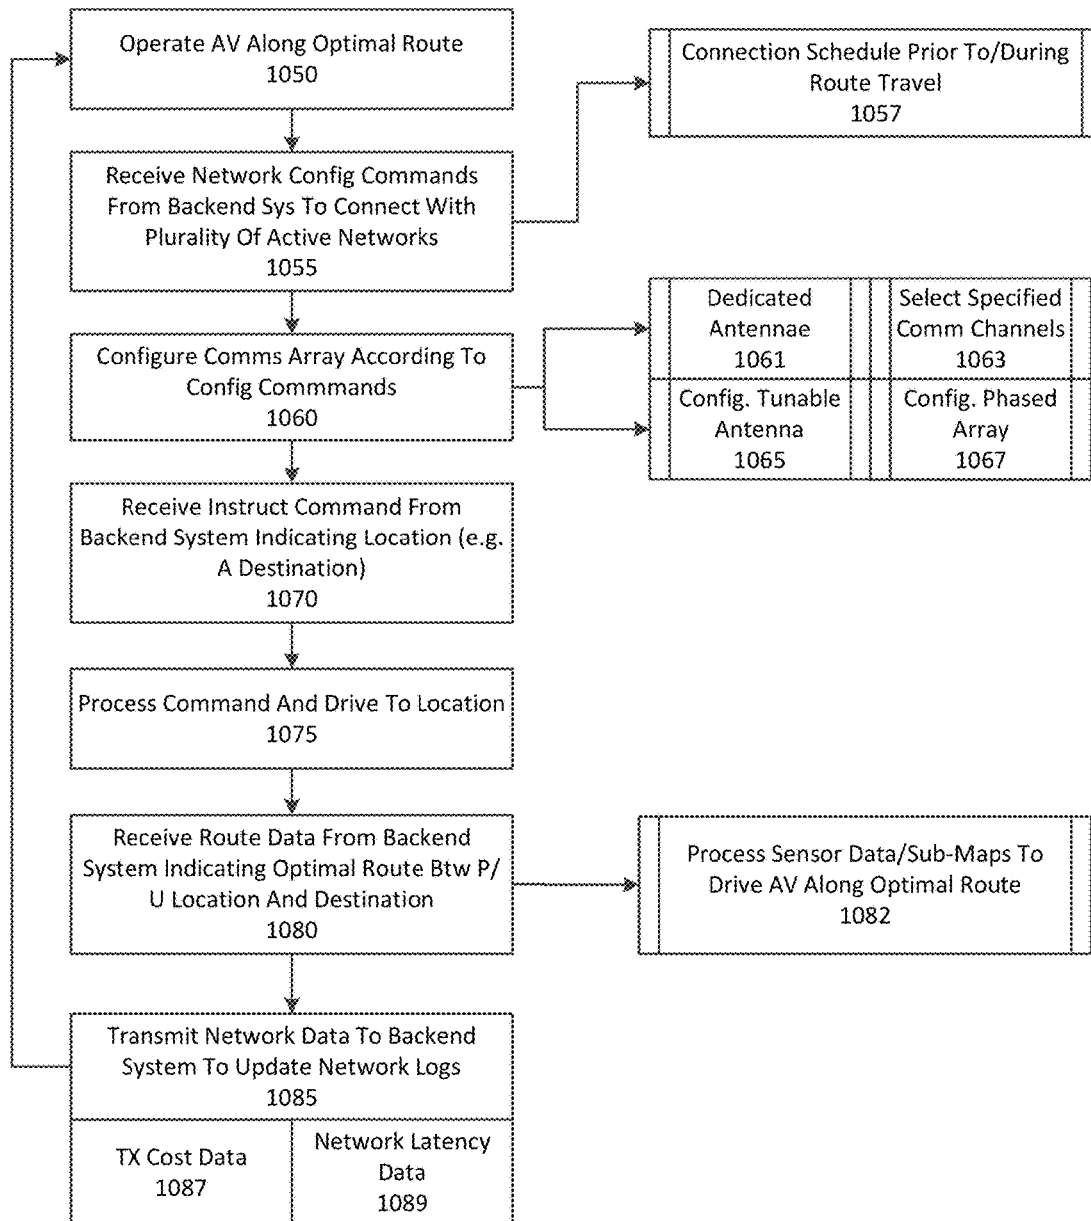 Operate AV Along Optimal Route
1050
Connection Schedule Prior To/During
Route Travel
1057
Receive Network Config Commands
From Backend Sys To Connect With
Plurality Of Active Networks
1055
Dedicated
Antennae
1061
Select Specified
Comm Channels
1063
Configure Comms Array According To
Config Commmands
1060
Config. Tunable
Antenna
1065
Config. Phased
Array
1067
Receive Instruct Command From
Backend System Indicating Location (e.g.
A Destination)
1070
Process Command And Drive To Location
1075
Receive Route Data From Backend
System Indicating Optimal Route Btw P/
U Location And Destination
1080
Process Sensor Data/Sub-Maps To
Drive AV Along Optimal Route
1082
Transmit Network Data To Backend
System To Update Network Logs
1085
TX Cost Data
1087
Network Latency
Data
1089